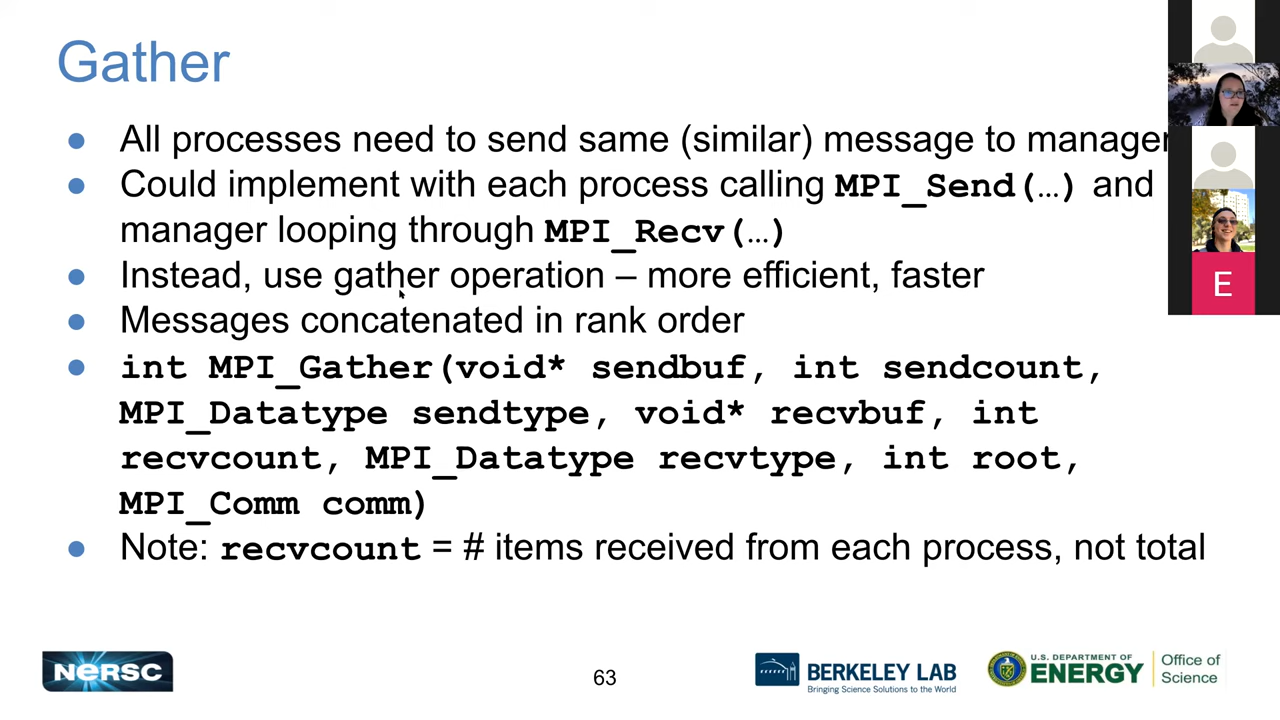 Gather
● All processes need to send same (similar) message to manager
● Could implement with each process calling MPI_Send(…) and
manager looping through MPI_Recv(…)
● Instead, use gather operation – more efficient, faster
● Messages concatenated in rank order
● int MPI_Gather(void* sendbuf, int sendcount,
MPI_Datatype sendtype, void* recvbuf, int
recvcount, MPI_Datatype recvtype, int root,
MPI_Comm comm)
● Note: recvcount = # items received from each process, not total
E
NERSC
63
BERKELEY LAB
Bringing Science Solutions to the World
U.S. DEPARTMENT OF
ENERGY
Office of
Science